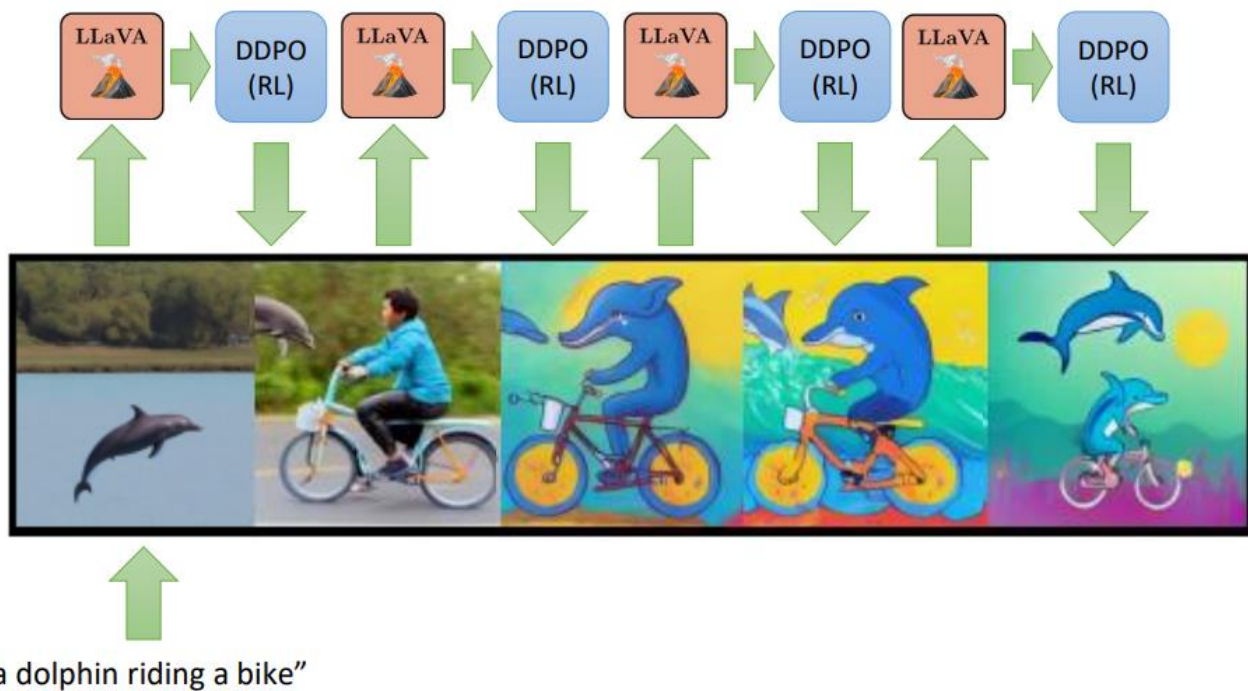 LLaVA
DDPO
(RL)
LLaVA
DDPO
(RL)
LLaVA
DDPO
(RL)
LLaVA
DDPO
(RL)
a dolphin riding a bike”